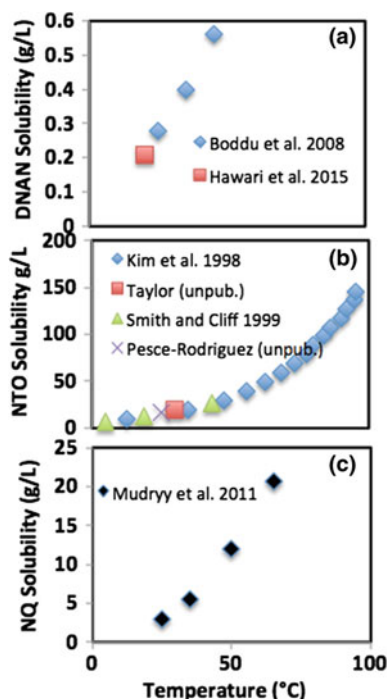 DNAN Solubility (g/L)
0.6
0.5
0.4
0.3
0.2
0.1
0
(a)
Boddu et al. 2008
Hawari et al. 2015
NTO Solubility g/L
200
150
100
50
0
(b)
Kim et al. 1998
Taylor (unpub.)
Smith and Cliff 1999
Pesce-Rodriguez (unpub.)
NQ Solubility (g/L)
25
20
15
10
5
0
(c)
Mudryy et al. 2011
0 50 100
Temperature (°C)